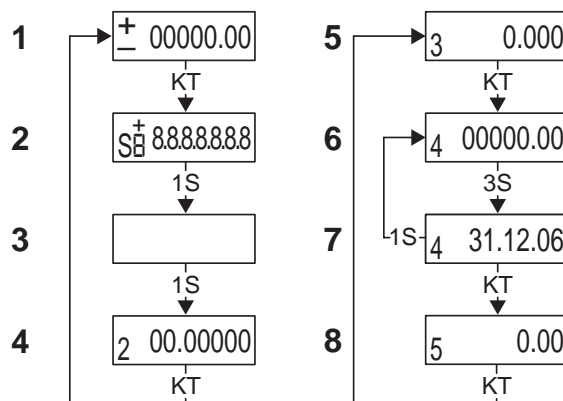 1
+
− 00000.00
KT
2
S8 + 8.8.8.8.8.8.8
1S
3
1S
4
2 00.00000
KT
5
3 0.000
KT
6
4 00000.00
3S
7
1S
4 31.12.06
KT
8
5 0.00
KT